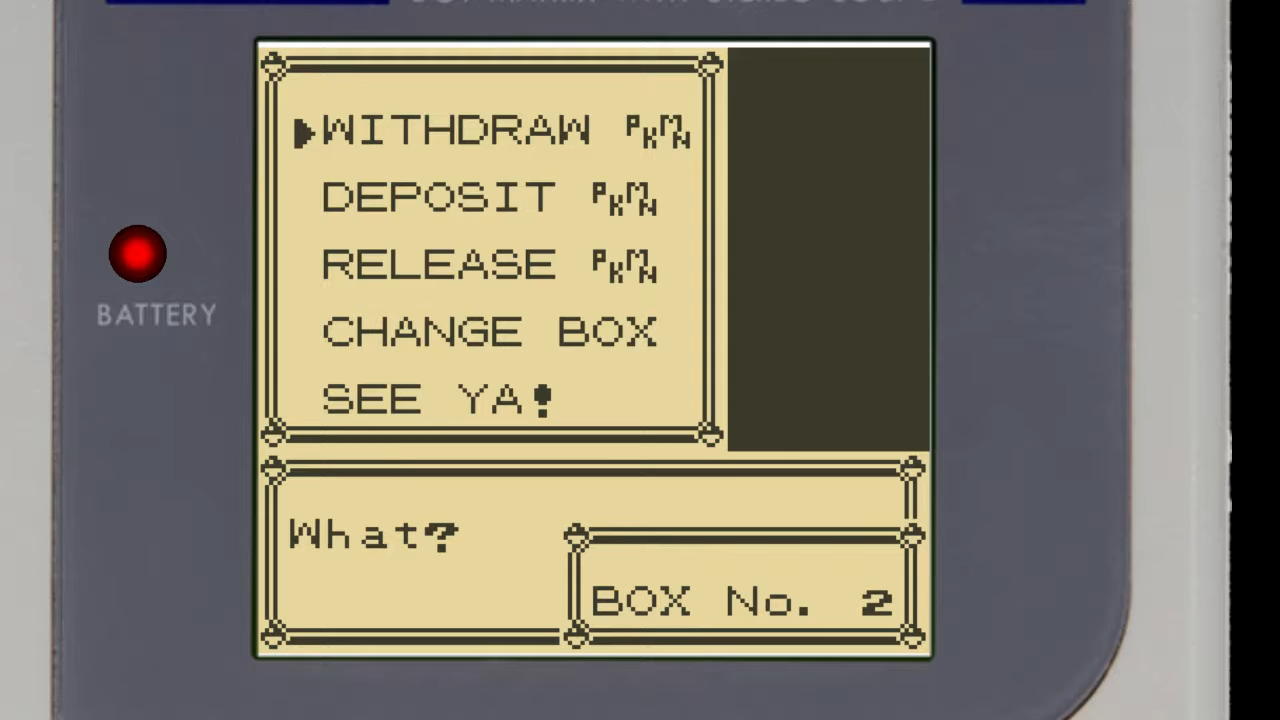 WITHDRAW PKMN
DEPOSIT PKMN
RELEASE PKMN
CHANGE BOX
SEE YA!
BATTERY
What?
BOX No. 2